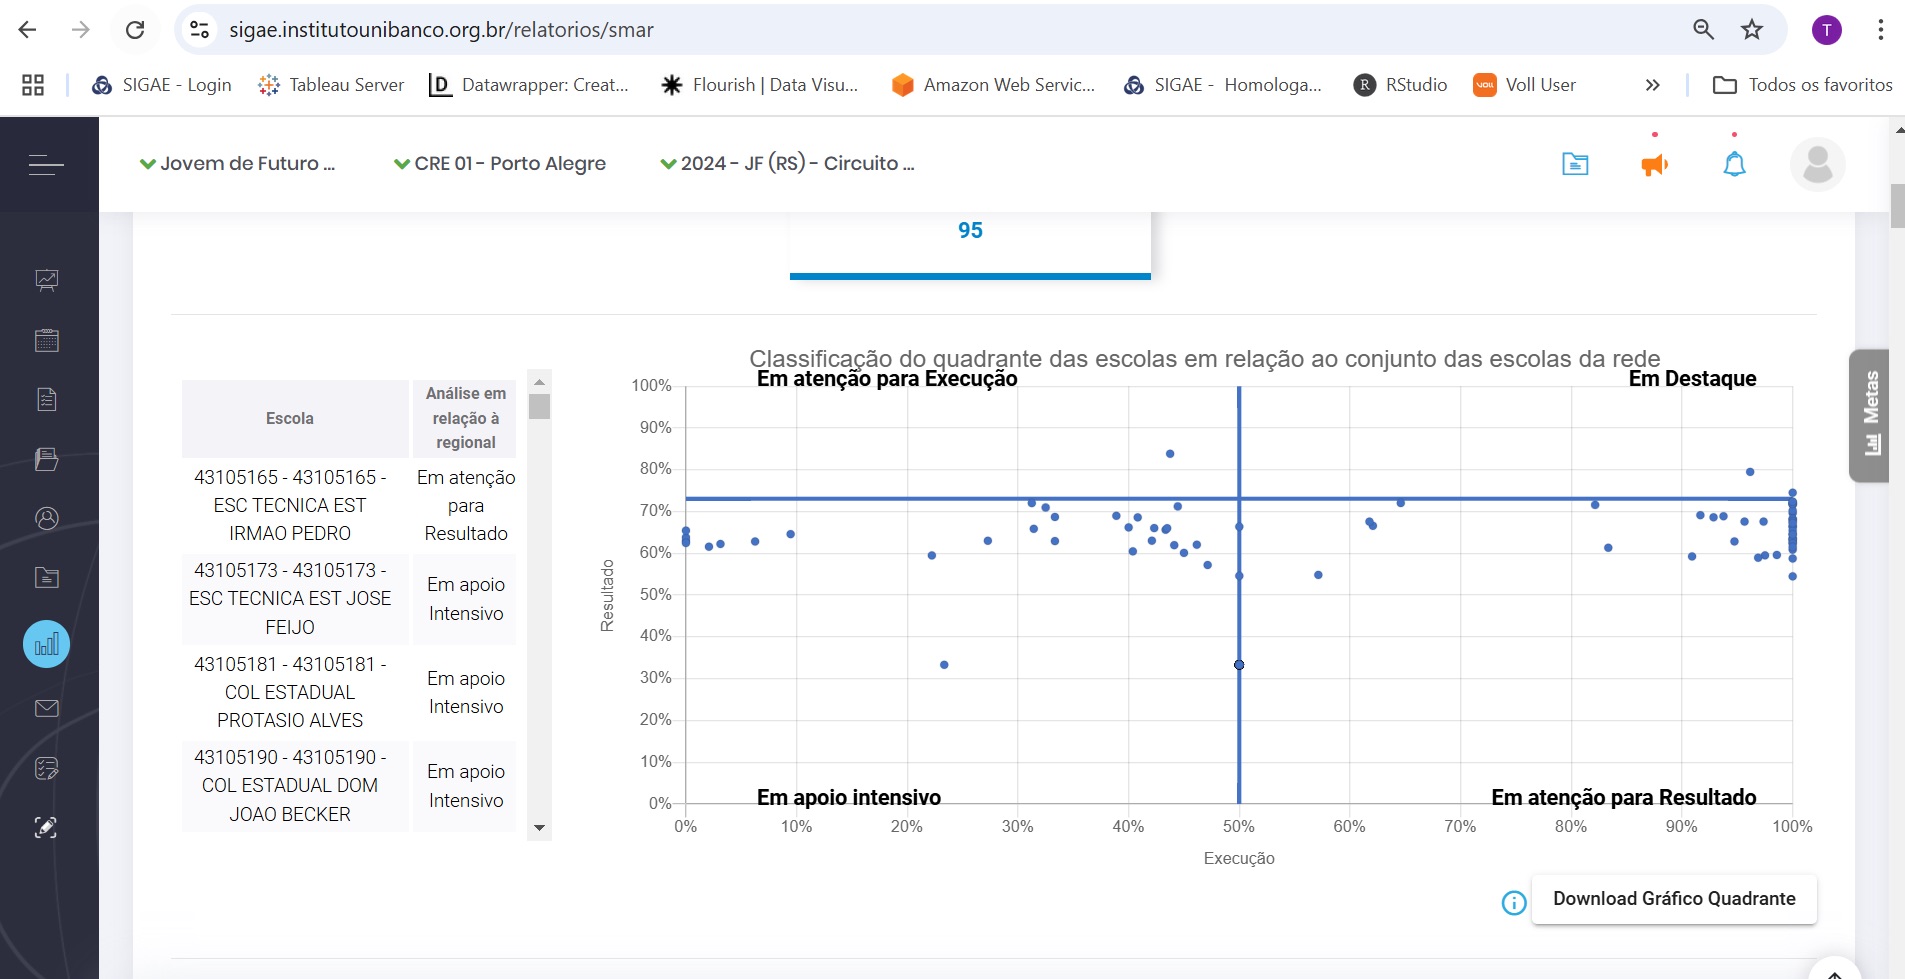 sigae.institutounibanco.org.br/relatorios/smar
T
SIGAE - Login
Tableau Server
Datawrapper: Creat...
Flourish | Data Visu...
Amazon Web Servic...
SIGAE - Homologa...
R RStudio
VOLL Voll User
»
Todos os favoritos
Jovem de Futuro ...
CRE 01 - Porto Alegre
2024 - JF (RS) - Circuito ...
95
Escola
Análise em
relação à
regional
43105165 - 43105165 -
ESC TECNICA EST
IRMAO PEDRO
Em atenção
para
Resultado
43105173 - 43105173 -
ESC TECNICA EST JOSE
FEIJO
Em apoio
Intensivo
43105181 - 43105181 -
COL ESTADUAL
PROTASIO ALVES
Em apoio
Intensivo
43105190 - 43105190 -
COL ESTADUAL DOM
JOAO BECKER
Em apoio
Intensivo
Classificação do quadrante das escolas em relação ao conjunto das escolas da rede
Em atenção para Execução
Em Destaque
100%
90%
80%
70%
60%
50%
40%
30%
20%
10%
0%
Resultado
Em apoio intensivo
Em atenção para Resultado
0%
10%
20%
30%
40%
50%
60%
70%
80%
90%
100%
Execução
Metas
Download Gráfico Quadrante